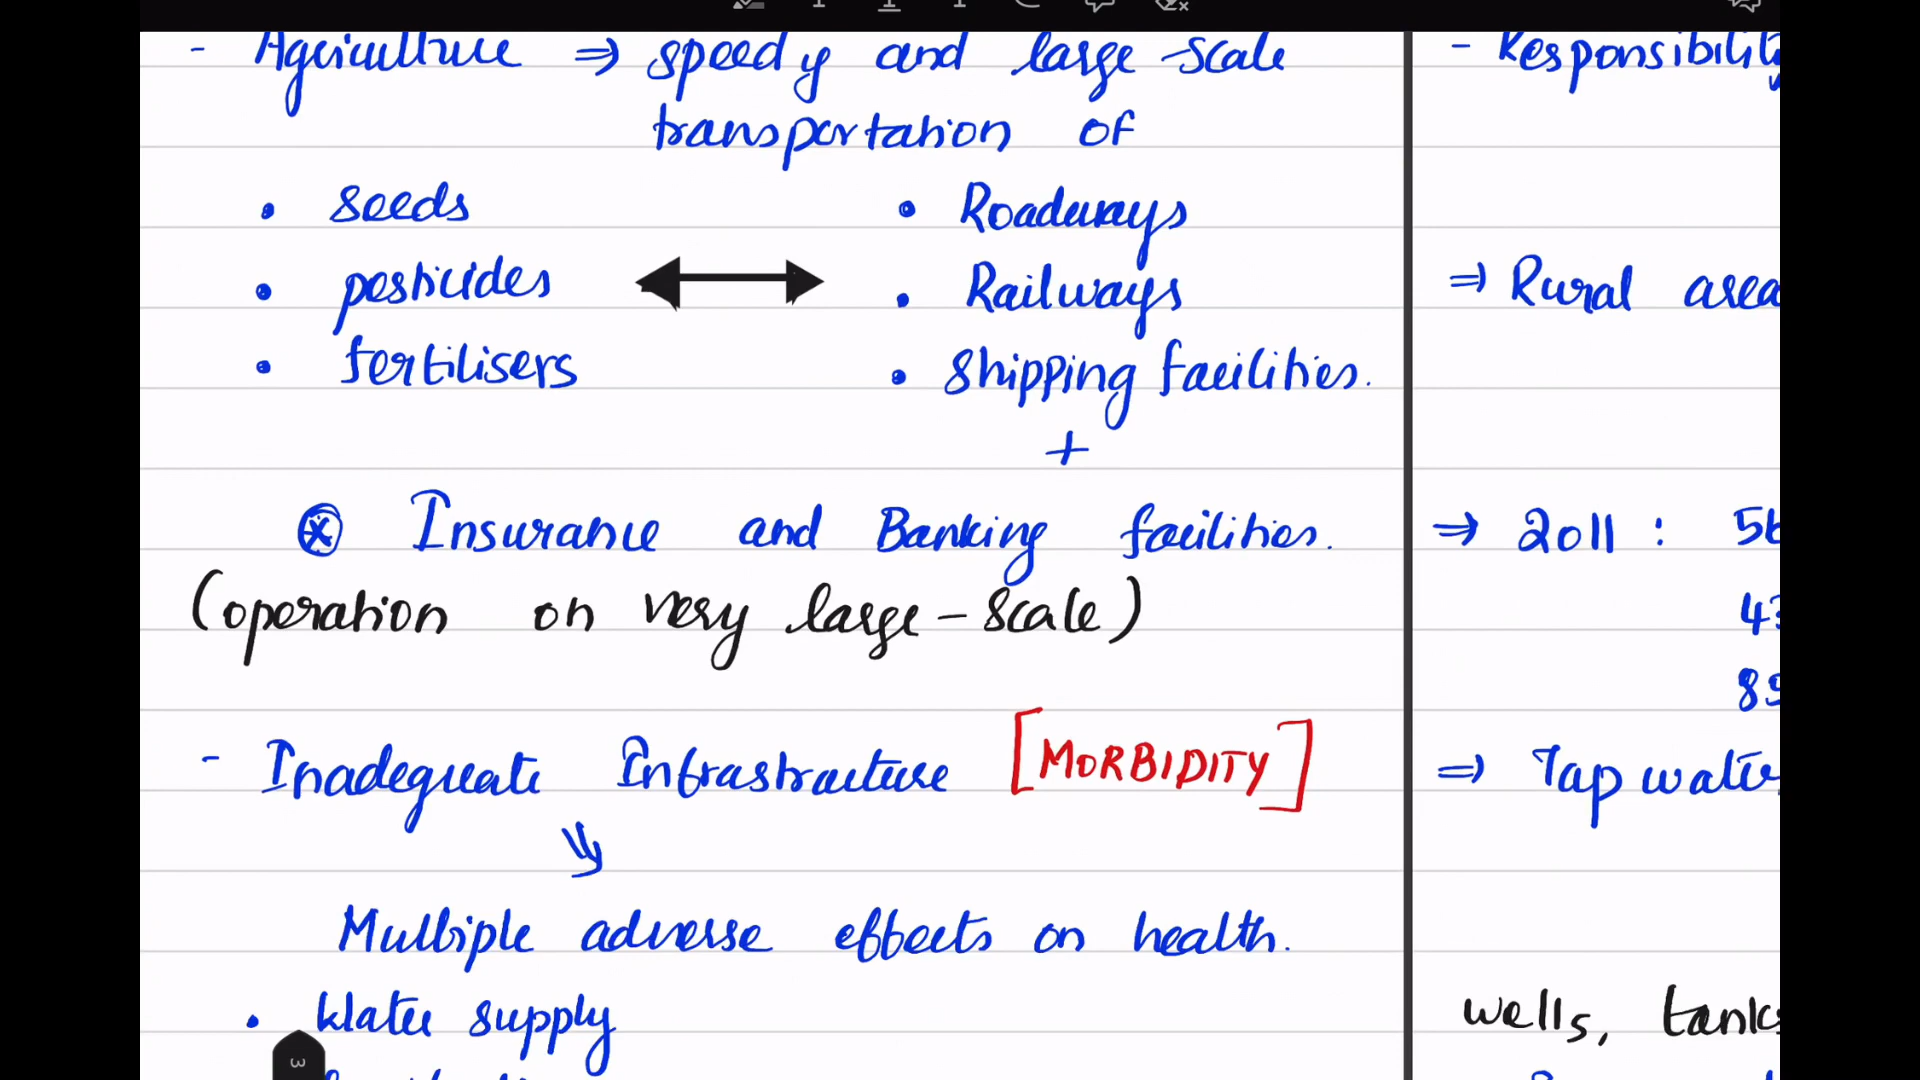 - Agriculture ⇒ speedy and large-scale
transportation of
• seeds
• pesticides
• fertilisers
• Roadways
• Railways
• Shipping facilities.
+
⊛ Insurance and Banking facilities.
(operation on very large-scale)
- Inadequate Infrastructure [MORBIDITY]
Multiple adverse effects on health.
• Water supply
- Responsibility
⇒ Rural area
⇒ 2011 :
⇒ Tap water
wells, tanks